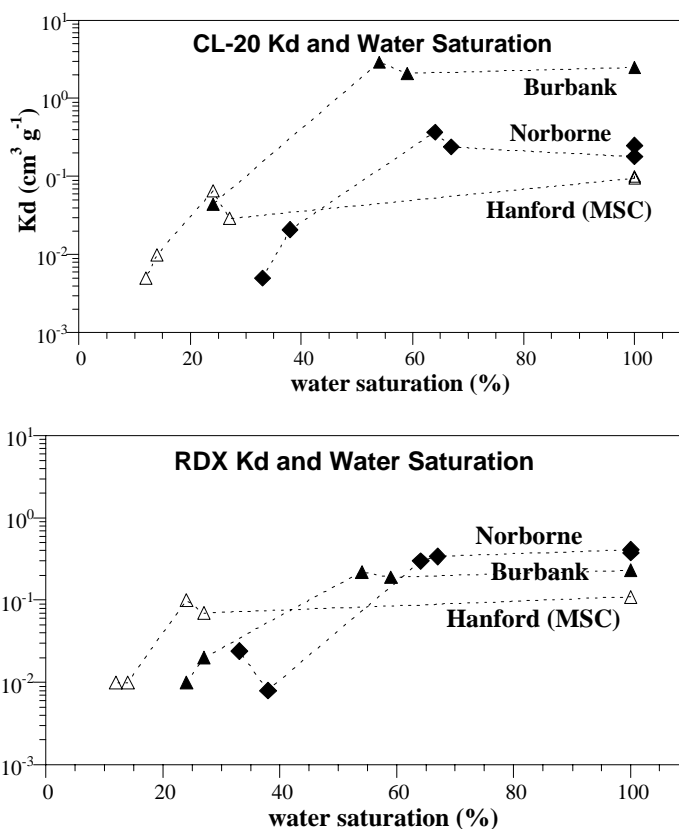 CL-20 Kd and Water Saturation
Kd (cm³ g⁻¹)
10¹
10⁰
10⁻¹
10⁻²
10⁻³
Burbank
Norborne
Hanford (MSC)
0 20 40 60 80 100
water saturation (%)
RDX Kd and Water Saturation
10¹
10⁰
10⁻¹
10⁻²
10⁻³
Norborne
Burbank
Hanford (MSC)
0 20 40 60 80 100
water saturation (%)